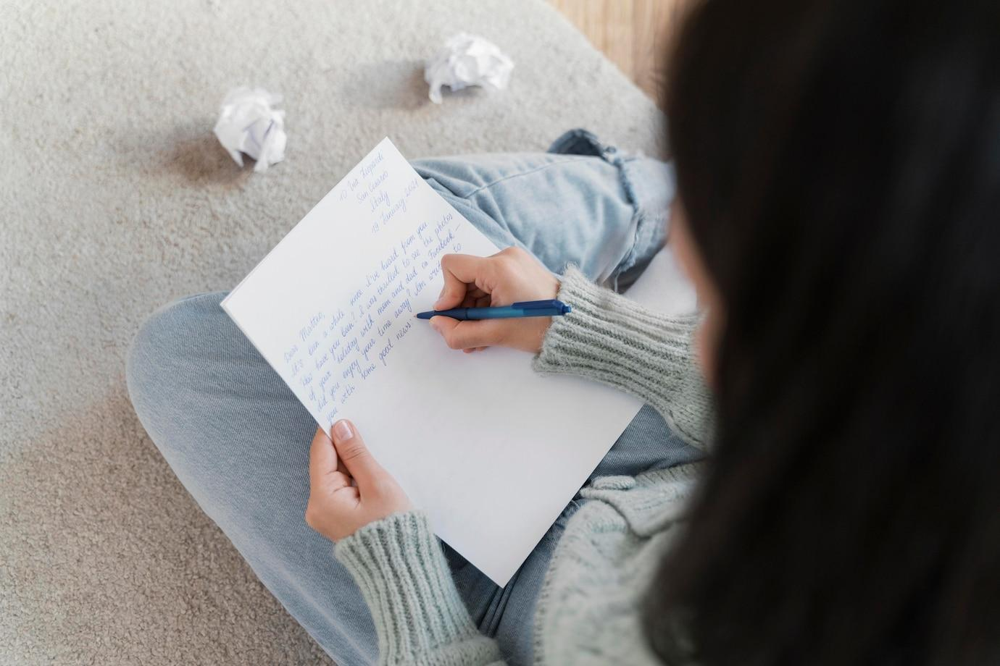 10 Via Leopardi
San Cesareo
Italy
19 January 2021
Dear Matteo,
It's been a while since I've heard from you
How have you been? I was thrilled to see the photos
of your holiday with mom and dad on Facebook -
did you enjoy your time away? I'm writing to
you with some good news: